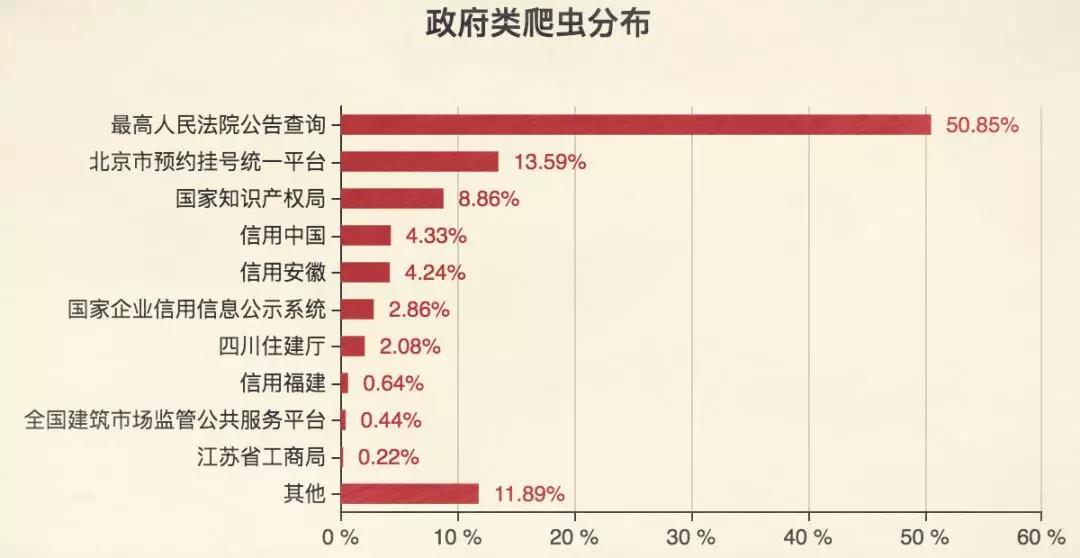 政府类爬虫分布
最高人民法院公告查询 50.85%
北京市预约挂号统一平台 13.59%
国家知识产权局 8.86%
信用中国 4.33%
信用安徽 4.24%
国家企业信用信息公示系统 2.86%
四川住建厅 2.08%
信用福建 0.64%
全国建筑市场监管公共服务平台 0.44%
江苏省工商局 0.22%
其他 11.89%
0 % 10 % 20 % 30 % 40 % 50 % 60 %